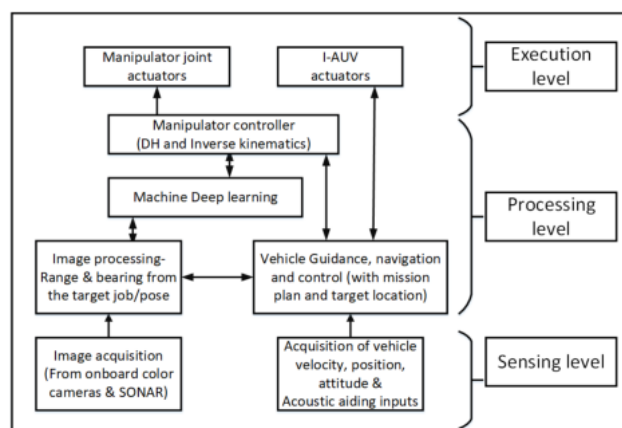 Manipulator joint
actuators
I-AUV
actuators
Execution
level
Manipulator controller
(DH and Inverse kinematics)
Machine Deep learning
Processing
level
Image processing-
Range & bearing from
the target job/pose
Vehicle Guidance, navigation
and control (with mission
plan and target location)
Image acquisition
(From onboard color
cameras & SONAR)
Acquisition of vehicle
velocity, position,
attitude &
Acoustic aiding inputs
Sensing level